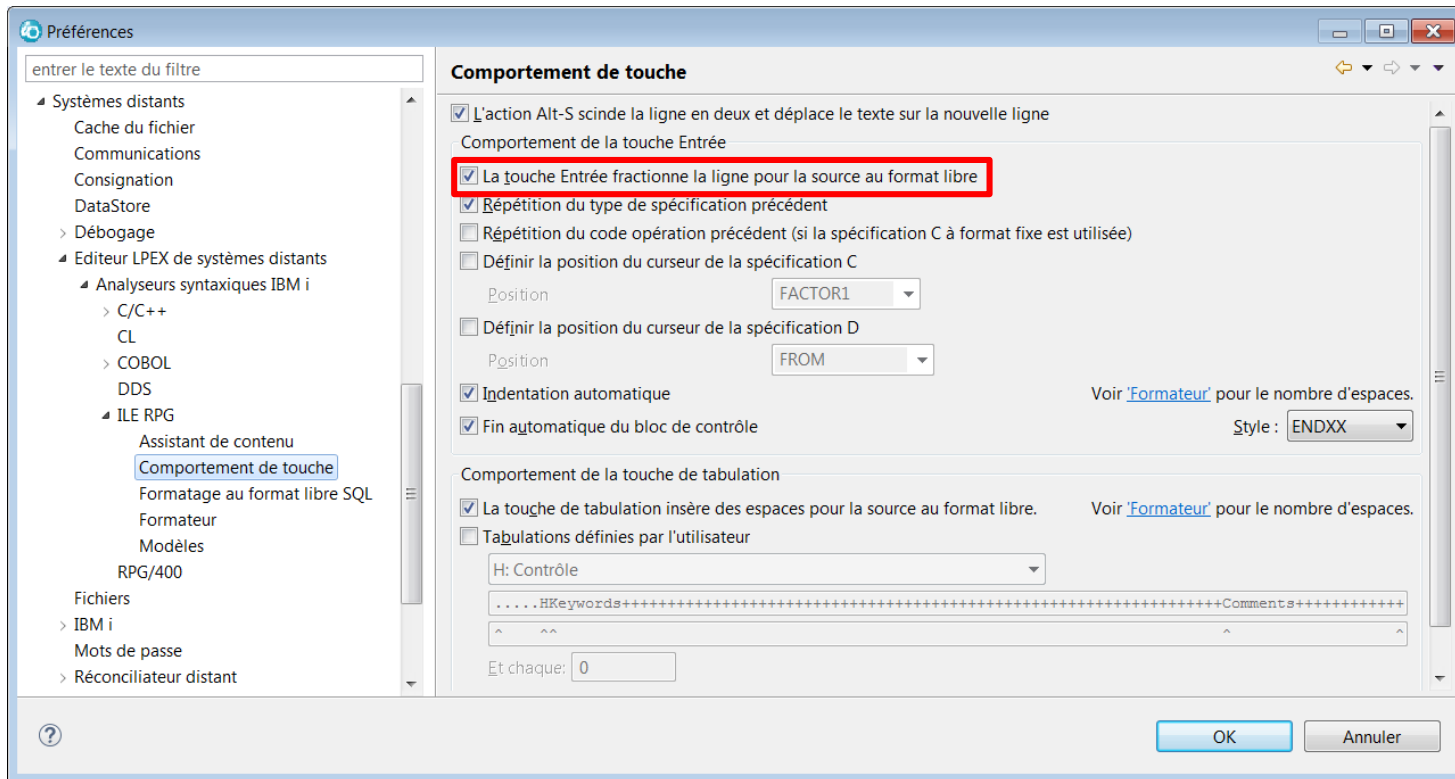 Préférences
entrer le texte du filtre
Systèmes distants
Cache du fichier
Communications
Consignation
DataStore
Débogage
Editeur LPEX de systèmes distants
Analyseurs syntaxiques IBM i
C/C++
CL
COBOL
DDS
ILE RPG
Assistant de contenu
Comportement de touche
Formatage au format libre SQL
Formateur
Modèles
RPG/400
Fichiers
IBM i
Mots de passe
Réconciliateur distant
Comportement de touche
L'action Alt-S scinde la ligne en deux et déplace le texte sur la nouvelle ligne
Comportement de la touche Entrée
La touche Entrée fractionne la ligne pour la source au format libre
Répétition du type de spécification précédent
Répétition du code opération précédent (si la spécification C à format fixe est utilisée)
Définir la position du curseur de la spécification C
Position FACTOR1
Définir la position du curseur de la spécification D
Position FROM
Indentation automatique Voir 'Formateur' pour le nombre d'espaces.
Fin automatique du bloc de contrôle Style : ENDXX
Comportement de la touche de tabulation
La touche de tabulation insère des espaces pour la source au format libre. Voir 'Formateur' pour le nombre d'espaces.
Tabulations définies par l'utilisateur
H: Contrôle
.....HKeywords++++++++++++++++++++++++++++++++++++++++++++++++++++++++++++++++++Comments++++++++++++
^    ^^                                                                          ^                  ^
Et chaque: 0
OK Annuler